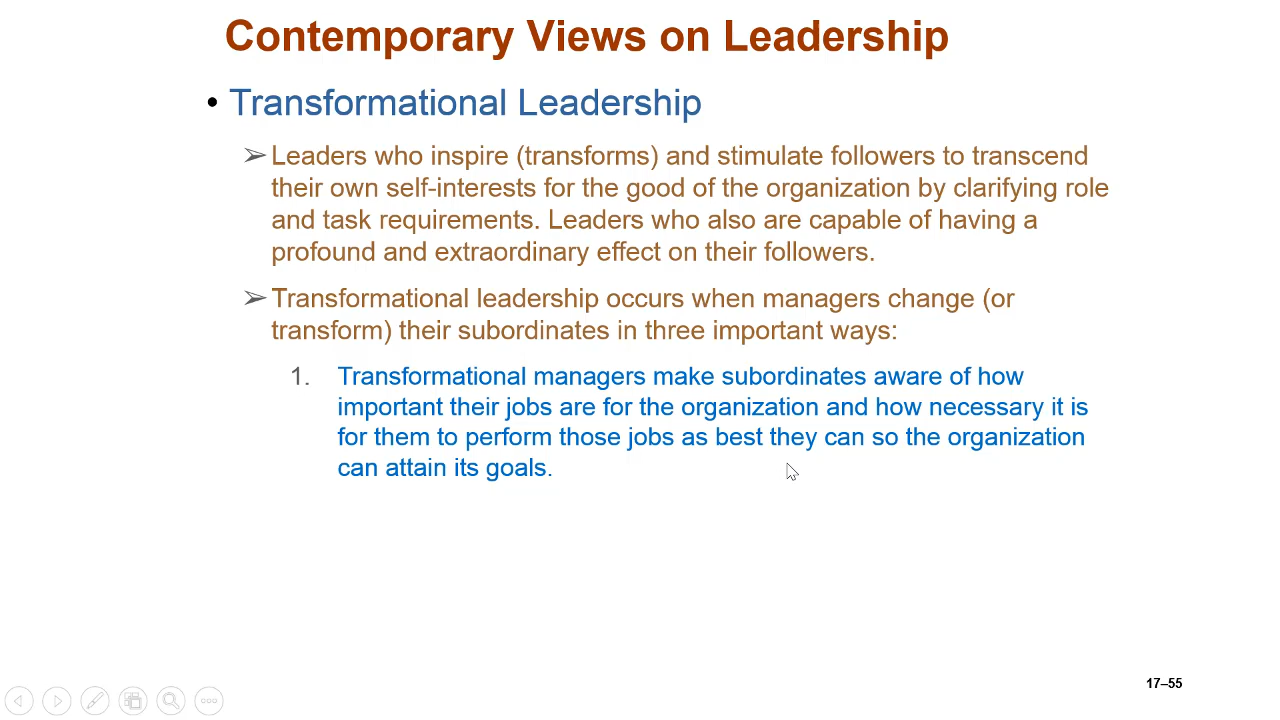 Contemporary Views on Leadership
• Transformational Leadership
➢ Leaders who inspire (transforms) and stimulate followers to transcend
their own self-interests for the good of the organization by clarifying role
and task requirements. Leaders who also are capable of having a
profound and extraordinary effect on their followers.
➢ Transformational leadership occurs when managers change (or
transform) their subordinates in three important ways:
1. Transformational managers make subordinates aware of how
important their jobs are for the organization and how necessary it is
for them to perform those jobs as best they can so the organization
can attain its goals.
17–55